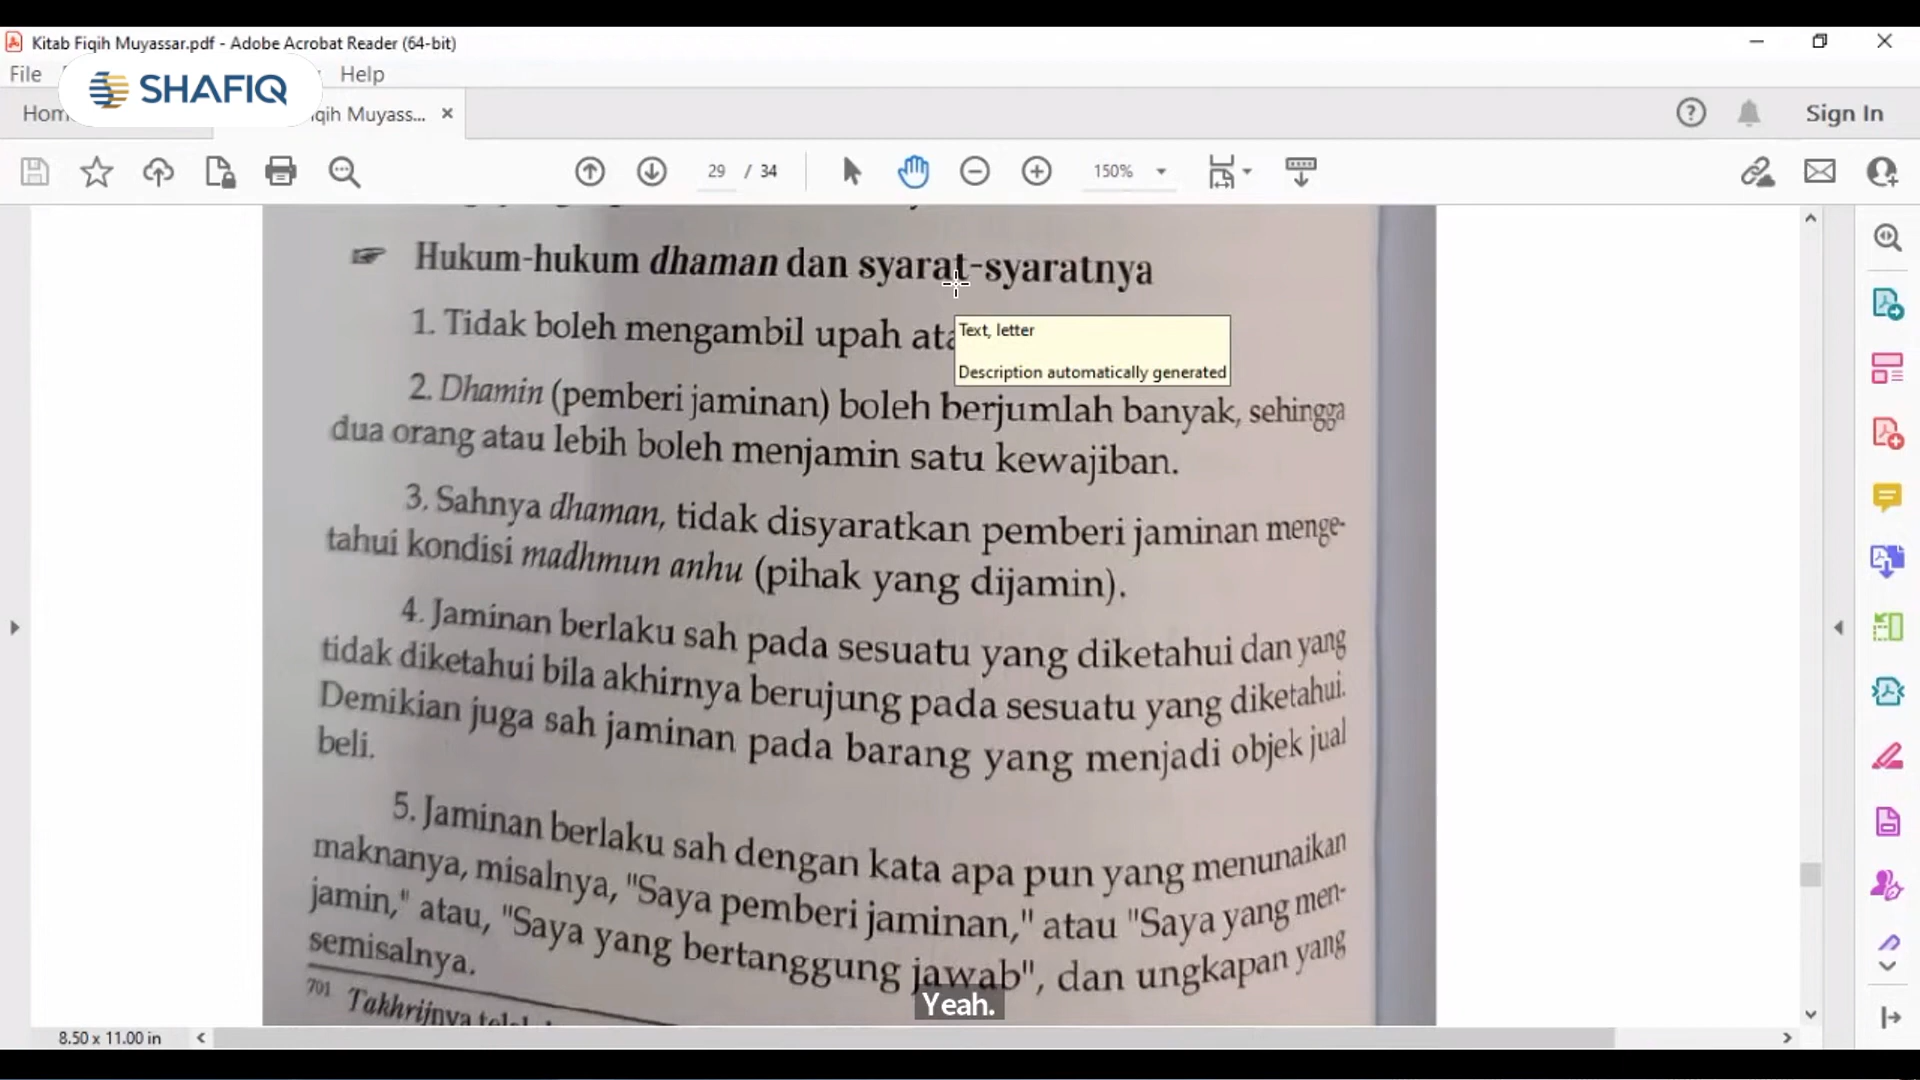 Kitab Fiqih Muyassar.pdf - Adobe Acrobat Reader (64-bit)
File Help
SHAFIQ
Hom iqih Muyass... Sign In
29 / 34 150%
☞ Hukum-hukum dhaman dan syarat-syaratnya
1. Tidak boleh mengambil upah ata
Text, letter
Description automatically generated
2. Dhamin (pemberi jaminan) boleh berjumlah banyak, sehingga
dua orang atau lebih boleh menjamin satu kewajiban.
3. Sahnya dhaman, tidak disyaratkan pemberi jaminan menge-
tahui kondisi madhmun anhu (pihak yang dijamin).
4. Jaminan berlaku sah pada sesuatu yang diketahui dan yang
tidak diketahui bila akhirnya berujung pada sesuatu yang diketahui.
Demikian juga sah jaminan pada barang yang menjadi objek jual
beli.
5. Jaminan berlaku sah dengan kata apa pun yang menunaikan
maknanya, misalnya, "Saya pemberi jaminan," atau "Saya yang men-
jamin," atau, "Saya yang bertanggung jawab", dan ungkapan yang
semisalnya.
701 Takhrijnya
Yeah.
8.50 x 11.00 in